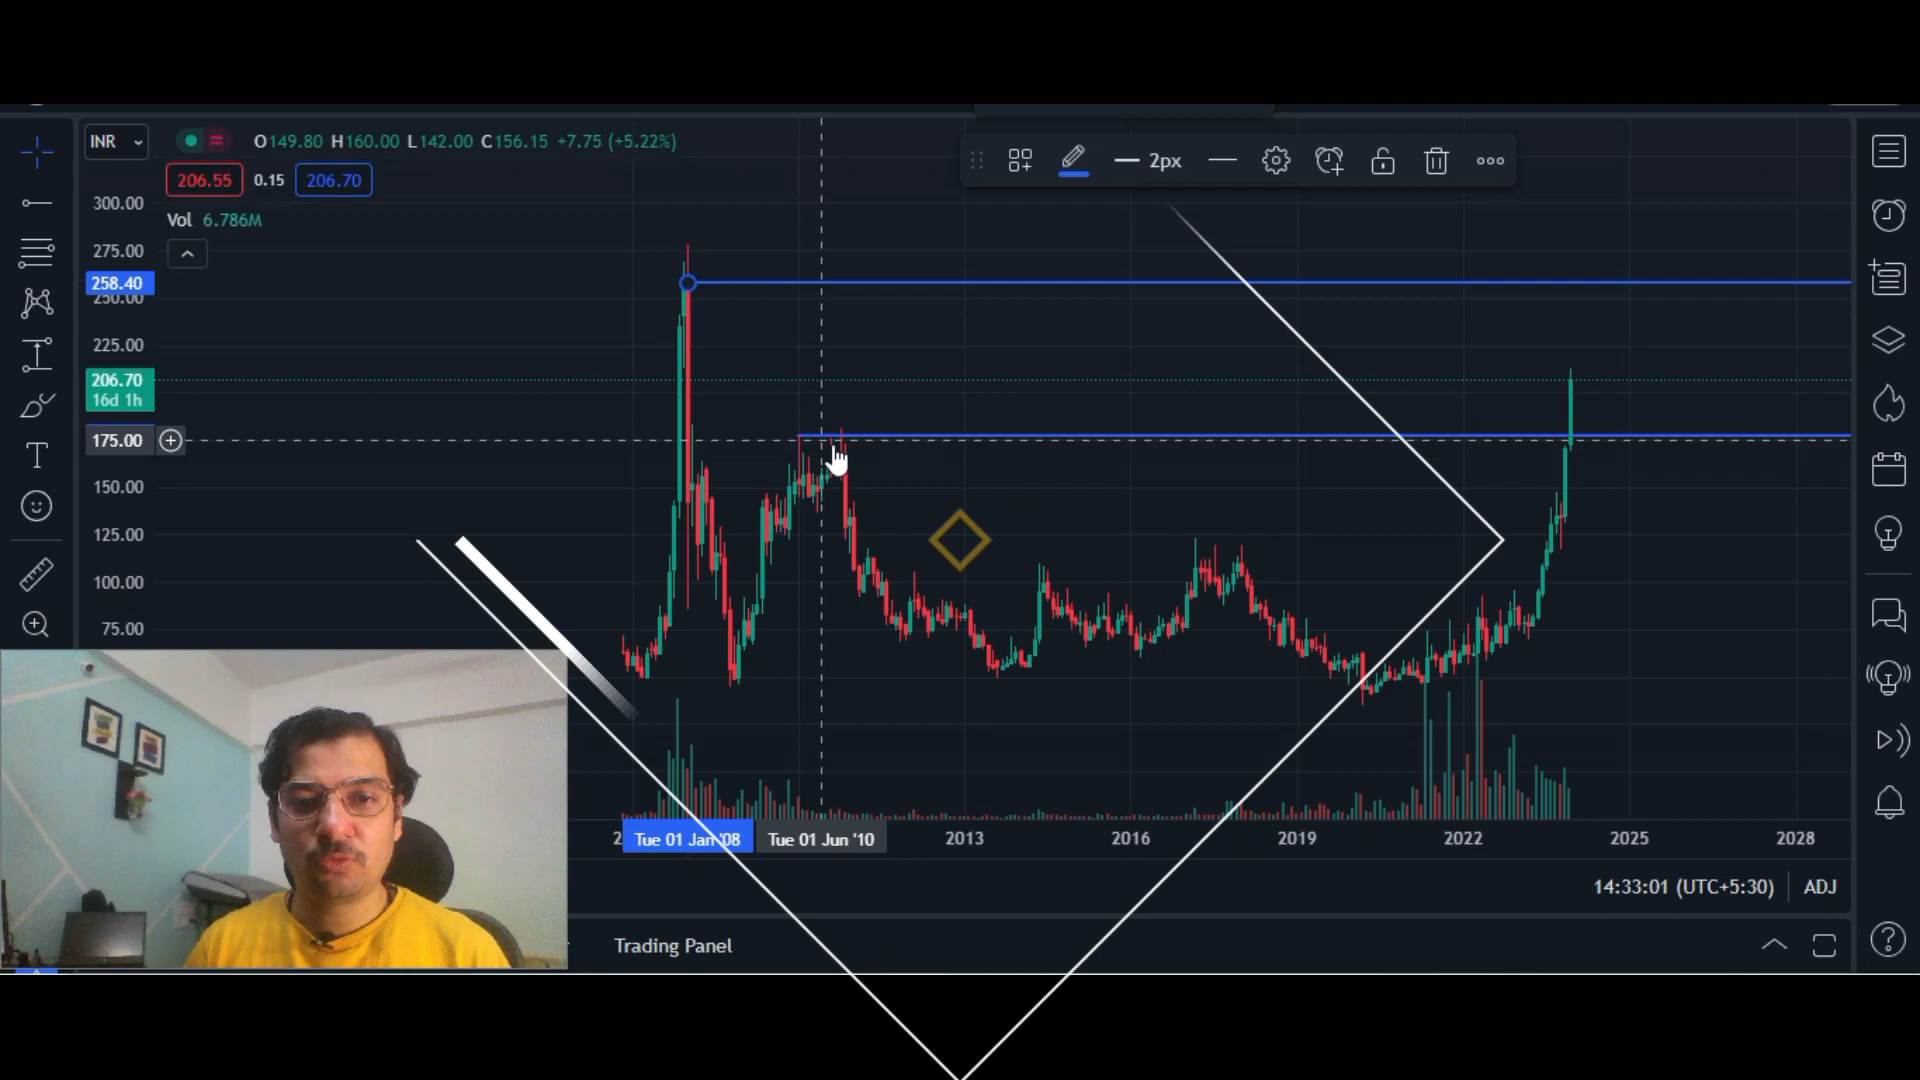 INR
O149.80 H160.00 L142.00 C156.15 +7.75 (+5.22%)
206.55 0.15 206.70
Vol 6.786M
2px
300.00
275.00
258.40
250.00
225.00
206.70
16d 1h
175.00
150.00
125.00
100.00
75.00
2 Tue 01 Jan '08 Tue 01 Jun '10 2013 2016 2019 2022 2025 2028
14:33:01 (UTC+5:30) ADJ
Trading Panel